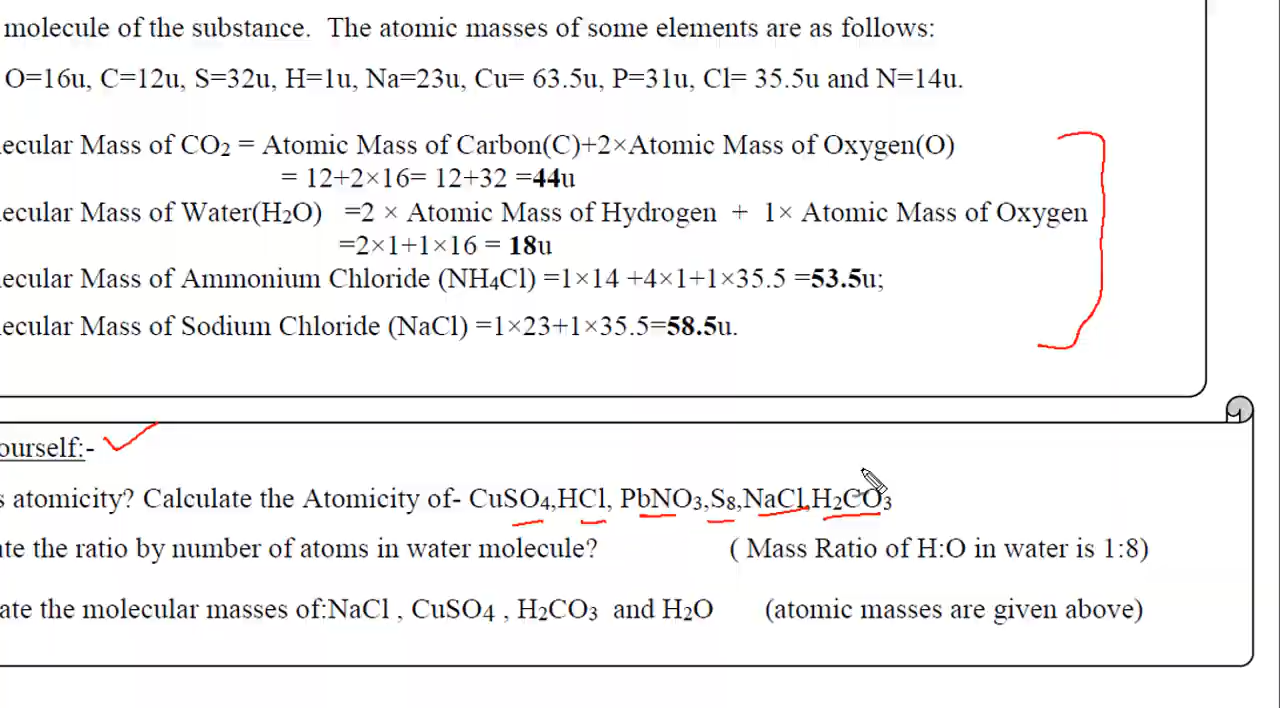 molecule of the substance. The atomic masses of some elements are as follows:
O=16u, C=12u, S=32u, H=1u, Na=23u, Cu= 63.5u, P=31u, Cl= 35.5u and N=14u.
ecular Mass of CO₂ = Atomic Mass of Carbon(C)+2×Atomic Mass of Oxygen(O)
= 12+2×16= 12+32 =44u
ecular Mass of Water(H₂O) =2 × Atomic Mass of Hydrogen + 1× Atomic Mass of Oxygen
=2×1+1×16 = 18u
ecular Mass of Ammonium Chloride (NH₄Cl) =1×14 +4×1+1×35.5 =53.5u;
ecular Mass of Sodium Chloride (NaCl) =1×23+1×35.5=58.5u.
ourself:-
s atomicity? Calculate the Atomicity of- CuSO₄,HCl, PbNO₃,S₈,NaCl,H₂CO₃
te the ratio by number of atoms in water molecule? ( Mass Ratio of H:O in water is 1:8)
ate the molecular masses of:NaCl , CuSO₄ , H₂CO₃ and H₂O (atomic masses are given above)